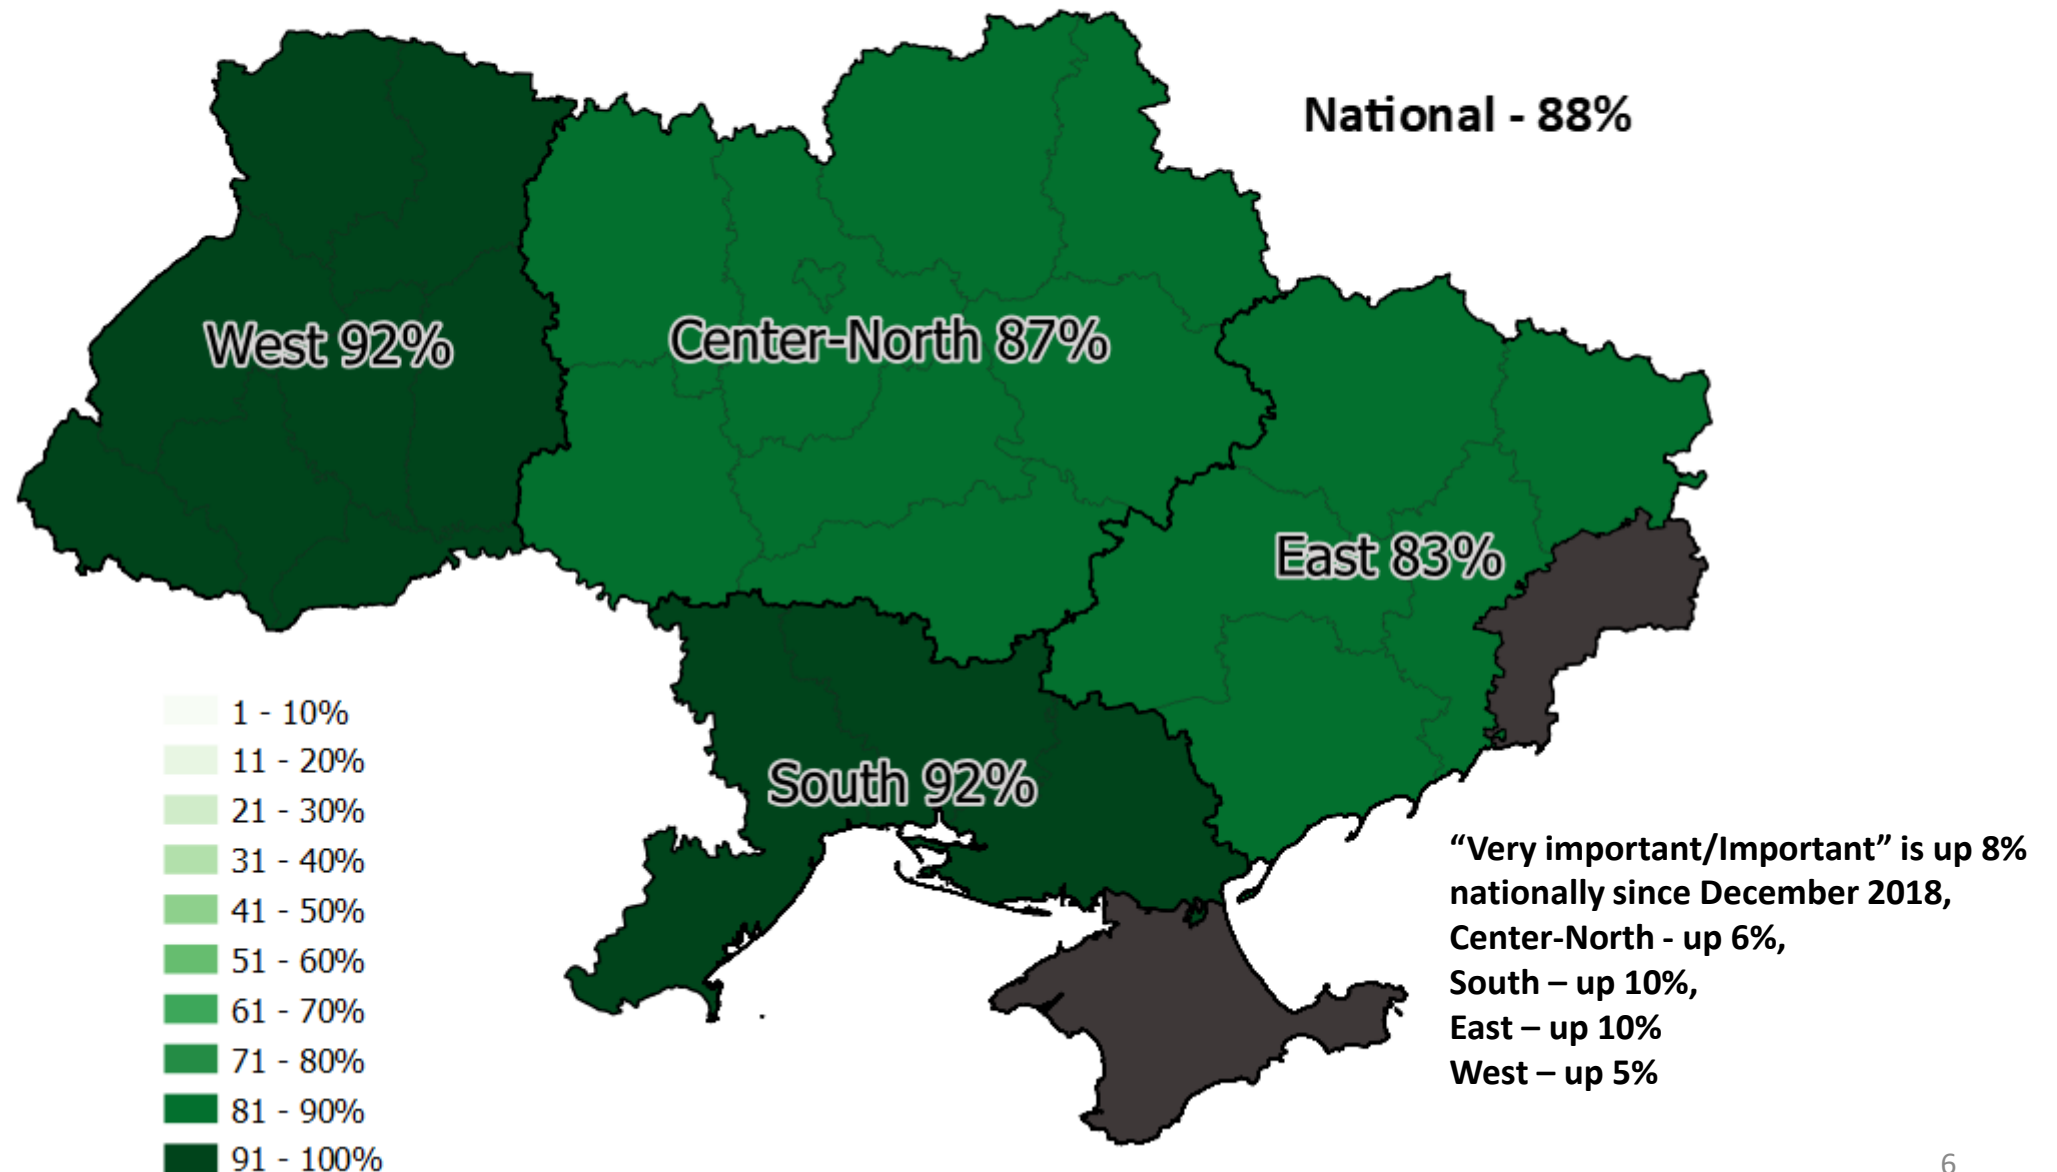 National - 88%
West 92%
Center-North 87%
East 83%
South 92%
1 - 10%
11 - 20%
21 - 30%
31 - 40%
41 - 50%
51 - 60%
61 - 70%
71 - 80%
81 - 90%
91 - 100%
“Very important/Important” is up 8%
nationally since December 2018,
Center-North - up 6%,
South – up 10%,
East – up 10%
West – up 5%
6